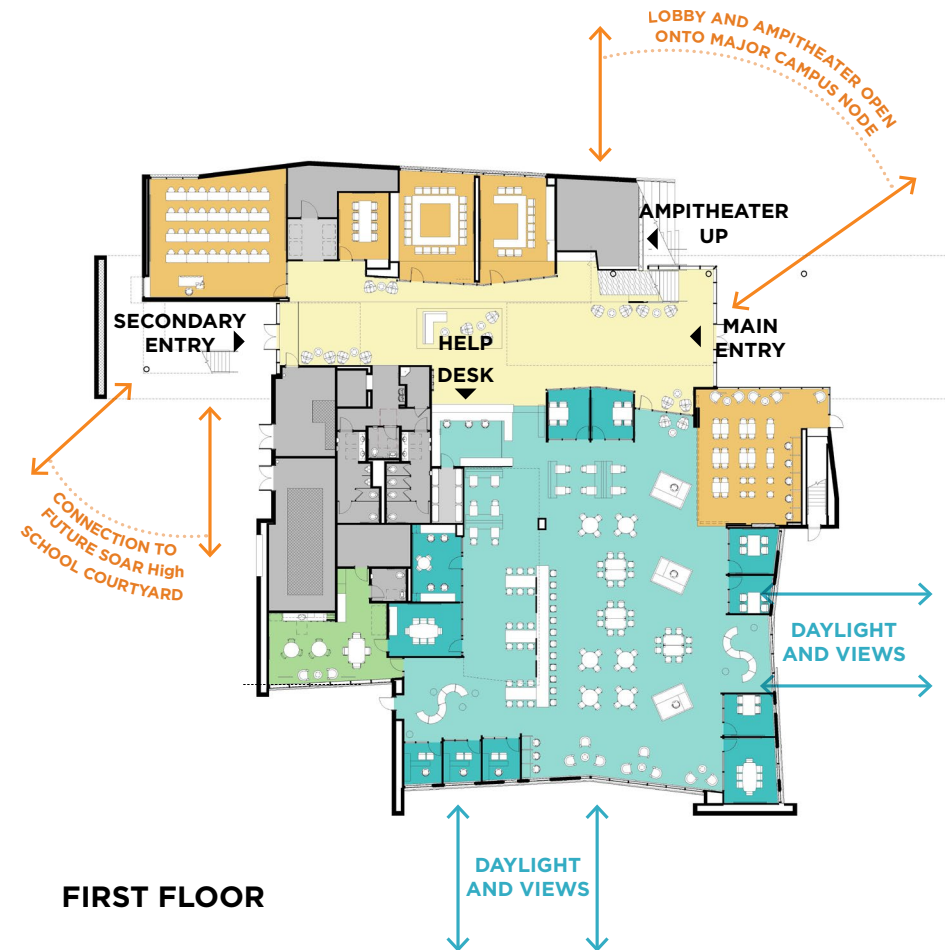 LOBBY AND AMPITHEATER OPEN
ONTO MAJOR CAMPUS NODE
AMPITHEATER
UP
SECONDARY
ENTRY
HELP
DESK
MAIN
ENTRY
CONNECTION TO
FUTURE SOAR High
SCHOOL COURTYARD
DAYLIGHT
AND VIEWS
DAYLIGHT
AND VIEWS
FIRST FLOOR